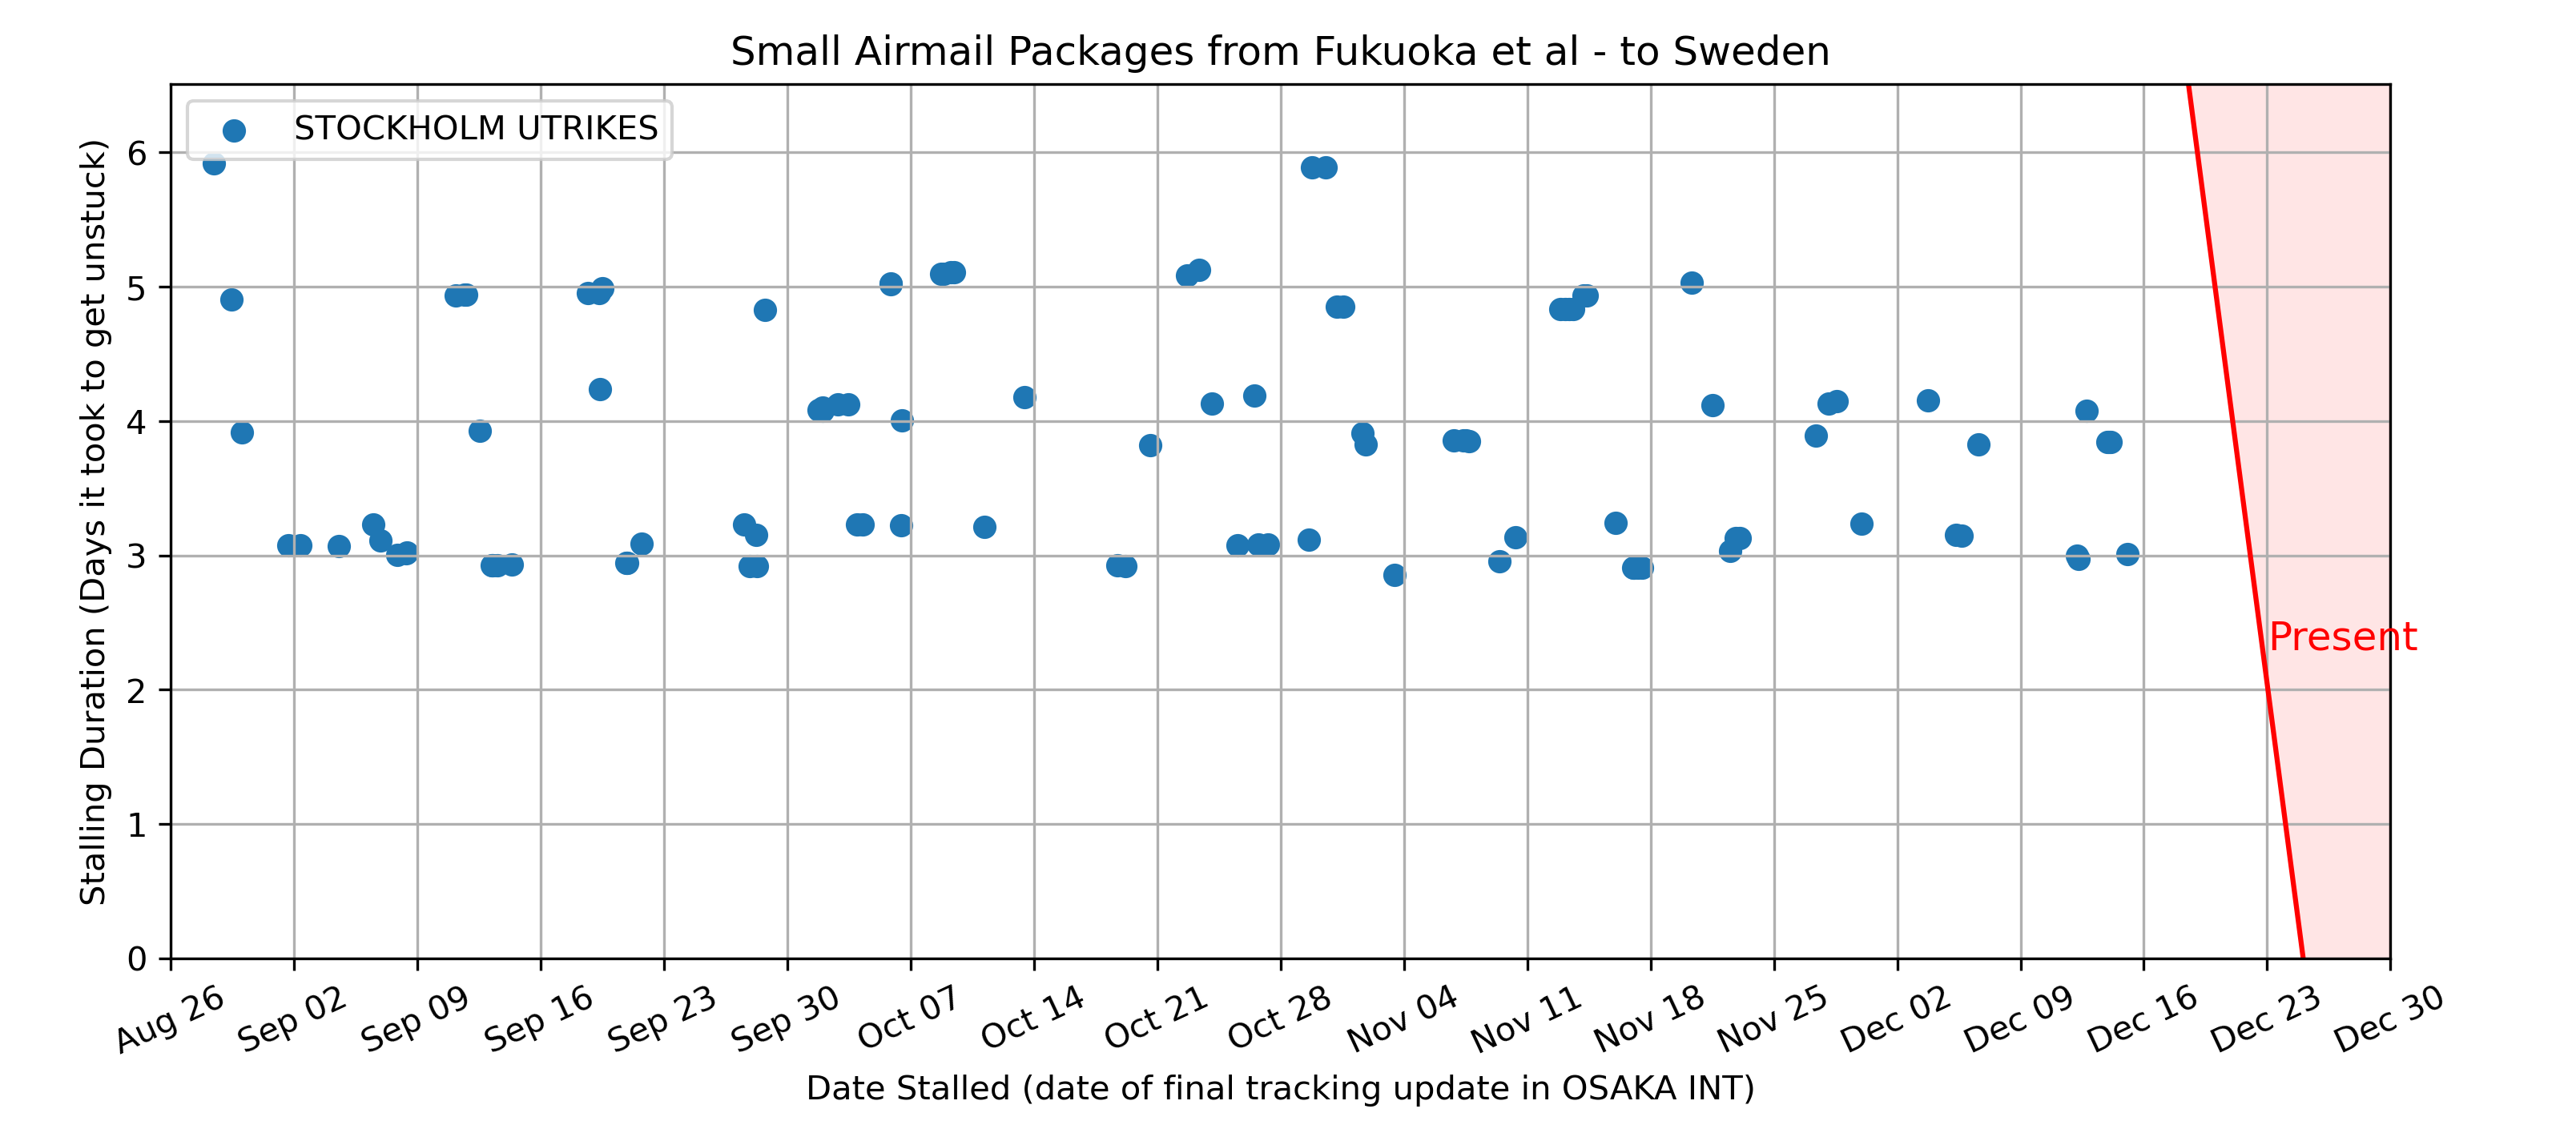 Small Airmail Packages from Fukuoka et al - to Sweden
STOCKHOLM UTRIKES
Stalling Duration (Days it took to get unstuck)
6
5
4
3
2
1
0
Present
Aug 26
Sep 02
Sep 09
Sep 16
Sep 23
Sep 30
Oct 07
Oct 14
Oct 21
Oct 28
Nov 04
Nov 11
Nov 18
Nov 25
Dec 02
Dec 09
Dec 16
Dec 23
Dec 30
Date Stalled (date of final tracking update in OSAKA INT)